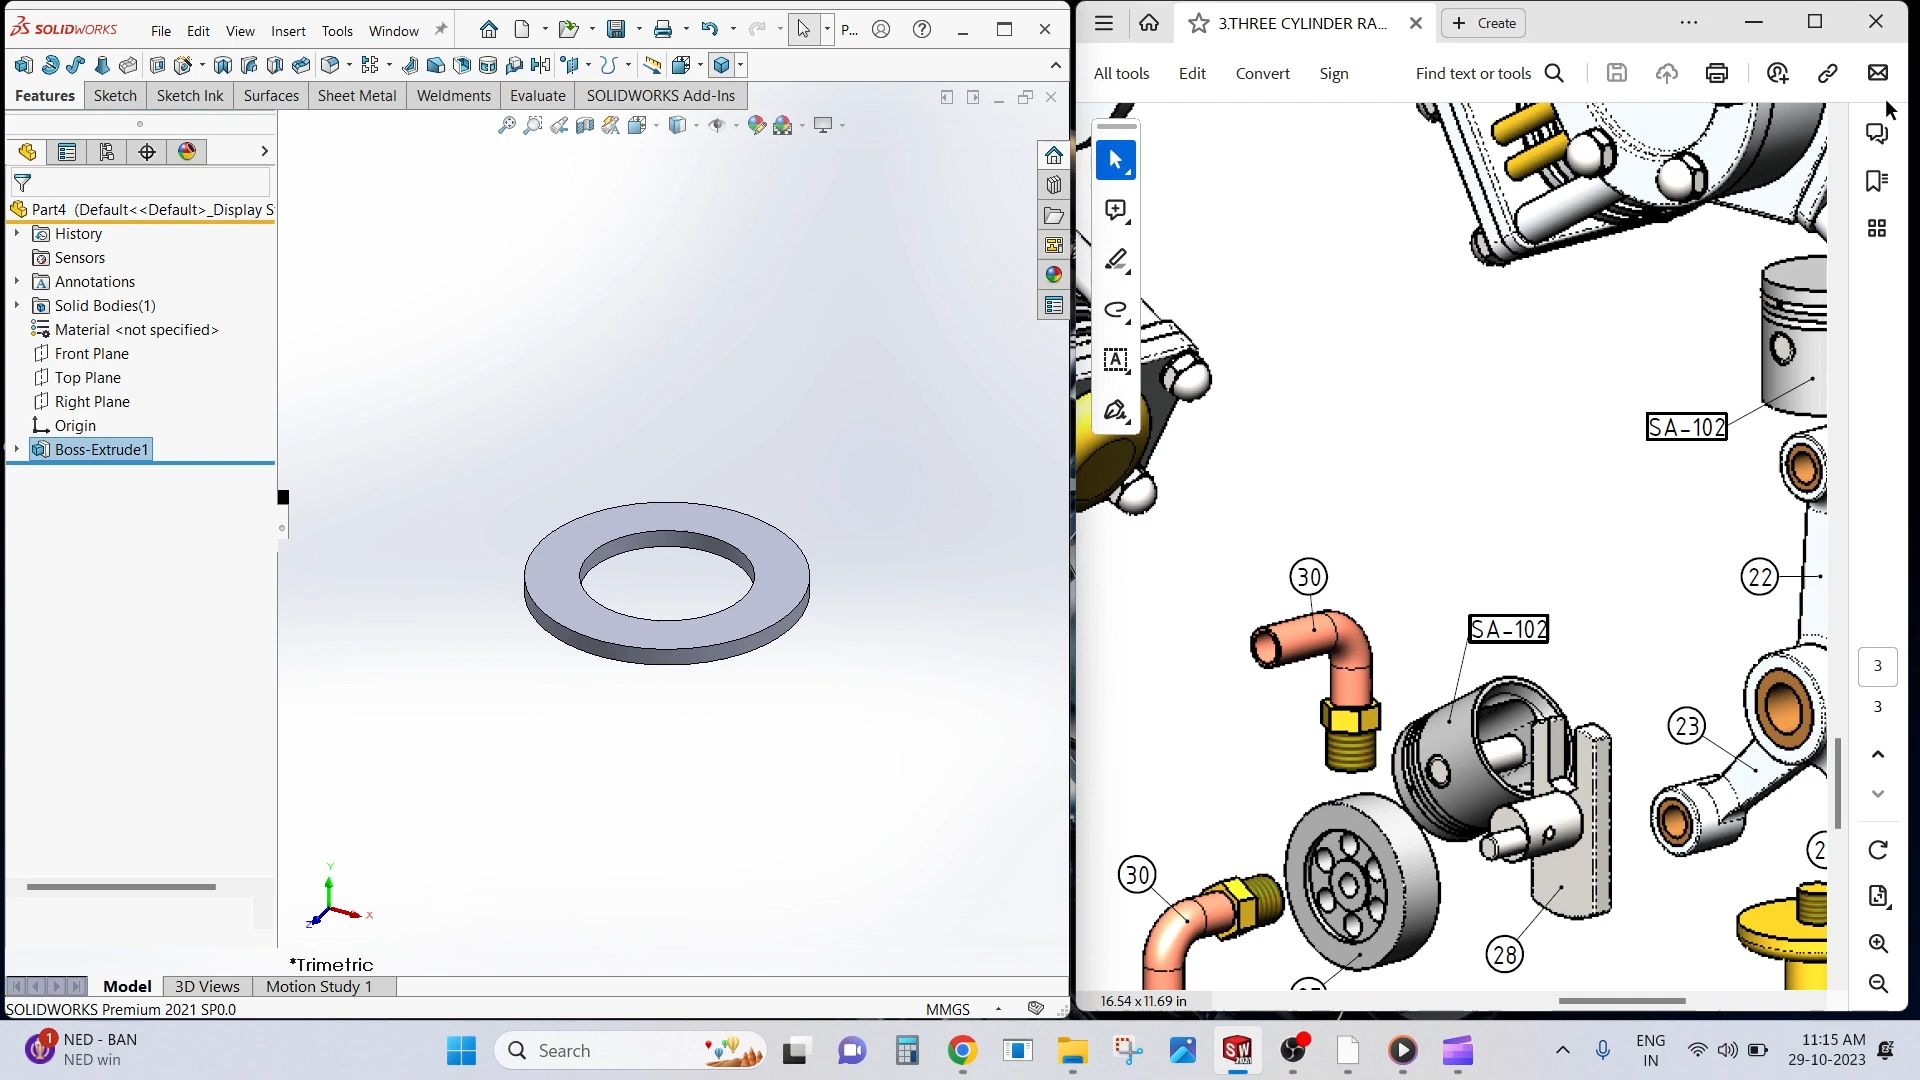 SOLIDWORKS
File Edit View Insert Tools Window
P...
Features Sketch Sketch Ink Surfaces Sheet Metal Weldments Evaluate SOLIDWORKS Add-Ins
Part4 (Default<<Default>_Display S
History
Sensors
Annotations
Solid Bodies(1)
Material <not specified>
Front Plane
Top Plane
Right Plane
Origin
Boss-Extrude1
Y
X
Z
*Trimetric
Model 3D Views Motion Study 1
SOLIDWORKS Premium 2021 SP0.0
MMGS
3.THREE CYLINDER RA...
Create
All tools Edit Convert Sign
Find text or tools
SA-102
30
22
SA-102
23
30
28
2
3
3
16.54 x 11.69 in
1
NED - BAN
NED win
Search
SW
2021
ENG
IN
11:15 AM
29-10-2023